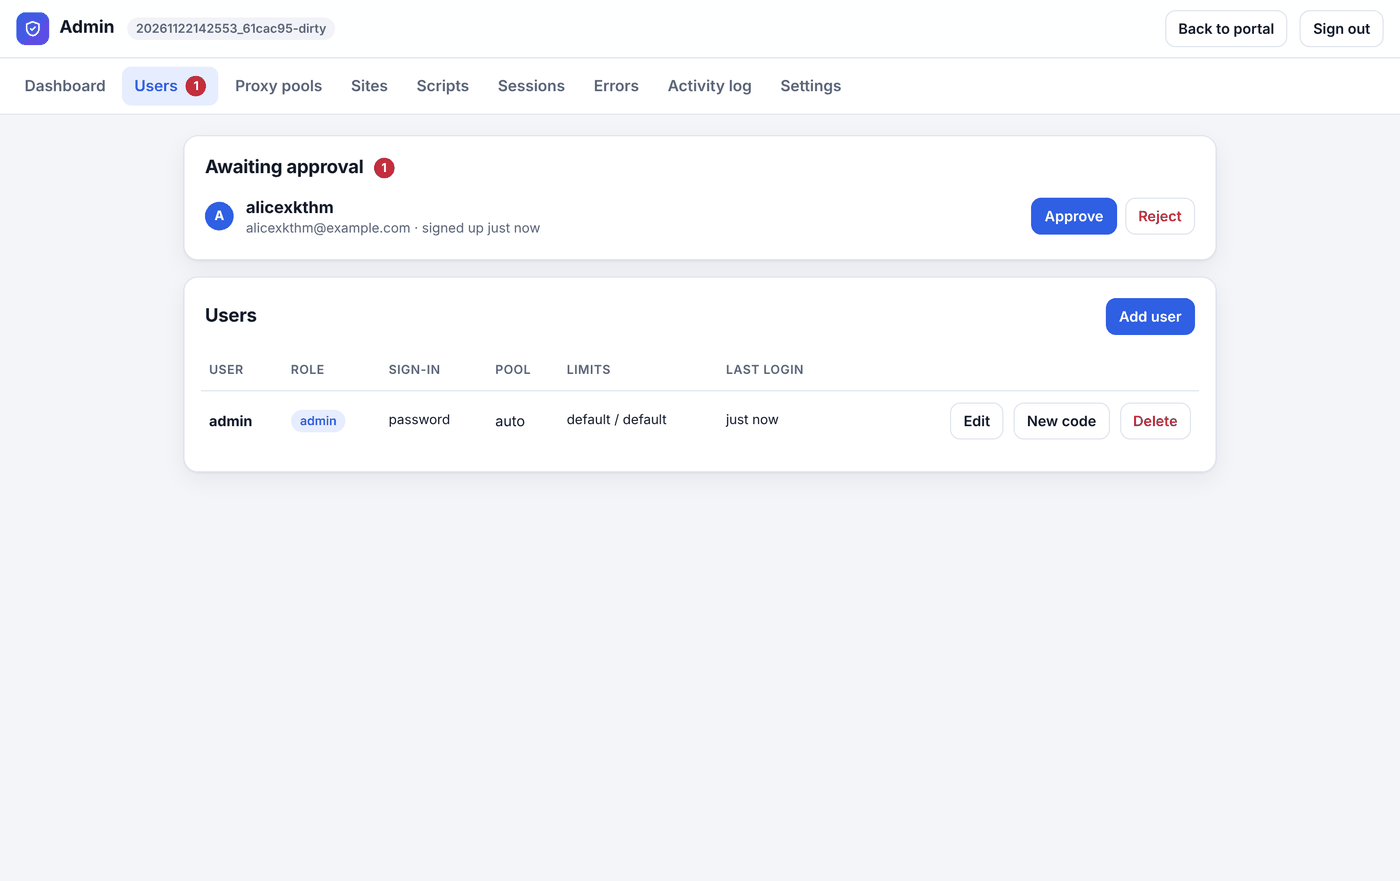 Admin 20261122142553_61cac95-dirty Back to portal Sign out
Dashboard Users 1 Proxy pools Sites Scripts Sessions Errors Activity log Settings
Awaiting approval 1
A alicexkthm Approve Reject
alicexkthm@example.com · signed up just now
Users Add user
USER ROLE SIGN-IN POOL LIMITS LAST LOGIN
admin admin password auto default / default just now Edit New code Delete